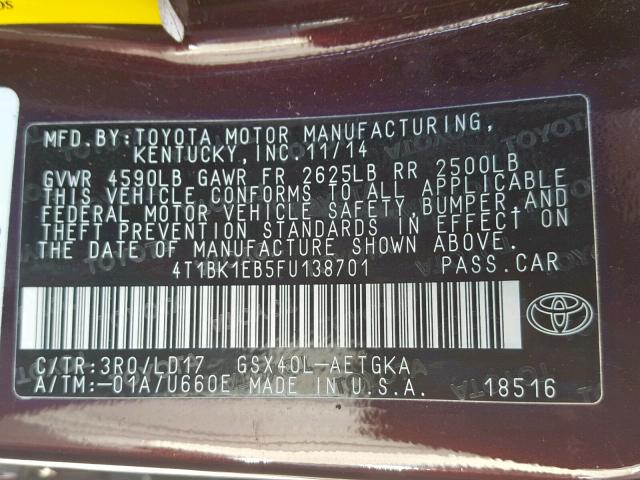 MFD. BY: TOYOTA MOTOR MANUFACTURING,
KENTUCKY, INC. 11/14
GVWR 4590LB GAWR FR 2625LB RR 2500LB
THIS VEHICLE CONFORMS TO ALL APPLICABLE
FEDERAL MOTOR VEHICLE SAFETY, BUMPER, AND
THEFT PREVENTION STANDARDS IN EFFECT ON
THE DATE OF MANUFACTURE SHOWN ABOVE.
4T1BK1EB5FU138701 PASS. CAR
C/TR: 3R0/LD17 GSX40L-AETGKA
A/TM: -01A/U660E MADE IN U.S.A. 18516